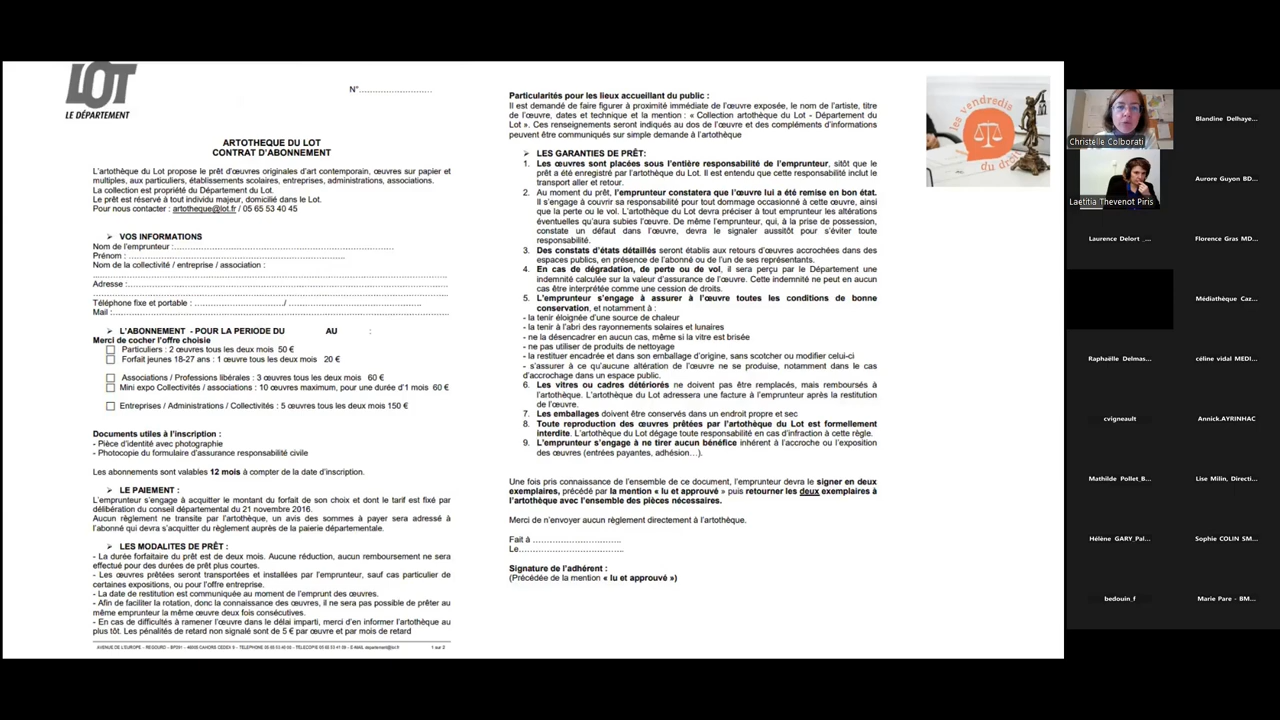 LOT
LE DÉPARTEMENT
N°……………………….
ARTOTHEQUE DU LOT
CONTRAT D'ABONNEMENT
L'artothèque du Lot propose le prêt d'œuvres originales d'art contemporain, œuvres sur papier et
multiples, aux particuliers, établissements scolaires, entreprises, administrations, associations.
La collection est propriété du Département du Lot.
Le prêt est réservé à tout individu majeur, domicilié dans le Lot.
Pour nous contacter : artotheque@lot.fr / 05 65 53 40 45
➢ VOS INFORMATIONS
Nom de l'emprunteur :…………………………………………………………………
Prénom : …………………………………………………………………
Nom de la collectivité / entreprise / association :
………………………………………………………………………………………………
Adresse :…………………………………………………………………………………
………………………………………………………………………………………………
Téléphone fixe et portable : …………………………/ ……………………………………..
Mail :………………………………………………………………………………………
➢ L'ABONNEMENT - POUR LA PERIODE DU AU :
Merci de cocher l'offre choisie
Particuliers : 2 œuvres tous les deux mois 50 €
Forfait jeunes 18-27 ans : 1 œuvre tous les deux mois 20 €
Associations / Professions libérales : 3 œuvres tous les deux mois 60 €
Mini expo Collectivités / associations : 10 œuvres maximum, pour une durée d'1 mois 60 €
Entreprises / Administrations / Collectivités : 5 œuvres tous les deux mois 150 €
Documents utiles à l'inscription :
- Pièce d'identité avec photographie
- Photocopie du formulaire d'assurance responsabilité civile
Les abonnements sont valables 12 mois à compter de la date d'inscription.
➢ LE PAIEMENT :
L'emprunteur s'engage à acquitter le montant du forfait de son choix et dont le tarif est fixé par
délibération du conseil départemental du 21 novembre 2016.
Aucun règlement ne transite par l'artothèque, un avis des sommes à payer sera adressé à
l'abonné qui devra s'acquitter du règlement auprès de la paierie départementale.
➢ LES MODALITES DE PRÊT :
- La durée forfaitaire du prêt est de deux mois. Aucune réduction, aucun remboursement ne sera
effectué pour des durées de prêt plus courtes.
- Les œuvres prêtées seront transportées et installées par l'emprunteur, sauf cas particulier de
certaines expositions, ou pour l'offre entreprise.
- La date de restitution est communiquée au moment de l'emprunt des œuvres.
- Afin de faciliter la rotation, donc la connaissance des œuvres, il ne sera pas possible de prêter au
même emprunteur la même œuvre deux fois consécutives.
- En cas de difficultés à ramener l'œuvre dans le délai imparti, merci d'en informer l'artothèque au
plus tôt. Les pénalités de retard non signalé sont de 5 € par œuvre et par mois de retard
AVENUE DE L'EUROPE - REGOURD – BP291 – 46005 CAHORS CEDEX 9 – TELEPHONE 05 65 53 40 00 – TELECOPIE 05 65 53 41 09 – E-MAIL departement@lot.fr 1 sur 2
Particularités pour les lieux accueillant du public :
Il est demandé de faire figurer à proximité immédiate de l'œuvre exposée, le nom de l'artiste, titre
de l'œuvre, dates et technique et la mention : « Collection artothèque du Lot - Département du
Lot ». Ces renseignements seront indiqués au dos de l'œuvre et des compléments d'informations
peuvent être communiqués sur simple demande à l'artothèque
➢ LES GARANTIES DE PRÊT:
1. Les œuvres sont placées sous l'entière responsabilité de l'emprunteur, sitôt que le
prêt a été enregistré par l'artothèque du Lot. Il est entendu que cette responsabilité inclut le
transport aller et retour.
2. Au moment du prêt, l'emprunteur constatera que l'œuvre lui a été remise en bon état.
Il s'engage à couvrir sa responsabilité pour tout dommage occasionné à cette œuvre, ainsi
que la perte ou le vol. L'artothèque du Lot devra préciser à tout emprunteur les altérations
éventuelles qu'aura subies l'œuvre. De même l'emprunteur, qui, à la prise de possession,
constate un défaut dans l'œuvre, devra le signaler aussitôt pour s'éviter toute
responsabilité.
3. Des constats d'états détaillés seront établis aux retours d'œuvres accrochées dans des
espaces publics, en présence de l'abonné ou de l'un de ses représentants.
4. En cas de dégradation, de perte ou de vol, il sera perçu par le Département une
indemnité calculée sur la valeur d'assurance de l'œuvre. Cette indemnité ne peut en aucun
cas être interprétée comme une cession de droits.
5. L'emprunteur s'engage à assurer à l'œuvre toutes les conditions de bonne
conservation, et notamment à :
- la tenir éloignée d'une source de chaleur
- la tenir à l'abri des rayonnements solaires et lunaires
- ne la désencadrer en aucun cas, même si la vitre est brisée
- ne pas utiliser de produits de nettoyage
- la restituer encadrée et dans son emballage d'origine, sans scotcher ou modifier celui-ci
- s'assurer à ce qu'aucune altération de l'œuvre ne se produise, notamment dans le cas
d'accrochage dans un espace public.
6. Les vitres ou cadres détériorés ne doivent pas être remplacés, mais remboursés à
l'artothèque. L'artothèque du Lot adressera une facture à l'emprunteur après la restitution
de l'œuvre.
7. Les emballages doivent être conservés dans un endroit propre et sec
8. Toute reproduction des œuvres prêtées par l'artothèque du Lot est formellement
interdite. L'artothèque du Lot dégage toute responsabilité en cas d'infraction à cette règle.
9. L'emprunteur s'engage à ne tirer aucun bénéfice inhérent à l'accroche ou l'exposition
des œuvres (entrées payantes, adhésion…).
Une fois pris connaissance de l'ensemble de ce document, l'emprunteur devra le signer en deux
exemplaires, précédé par la mention « lu et approuvé » puis retourner les deux exemplaires à
l'artothèque avec l'ensemble des pièces nécessaires.
Merci de n'envoyer aucun règlement directement à l'artothèque.
Fait à …………………………..
Le………………………………..
Signature de l'adhérent :
(Précédée de la mention « lu et approuvé »)
les vendredis
du droit
Christelle Colborati
Laetitia Thevenot Piris
Blandine Delhaye...
Aurore Guyon BD...
Laurence Delort _...
Florence Gras MD...
Médiathèque Caz...
Raphaëlle Delmas...
céline vidal MEDI...
cvigneault
Annick.AYRINHAC
Mathilde Pollet_B...
Lise Milin, Directi...
Hélène GARY_Pal...
Sophie COLIN SM...
bedouin_f
Marie Pare - BM...